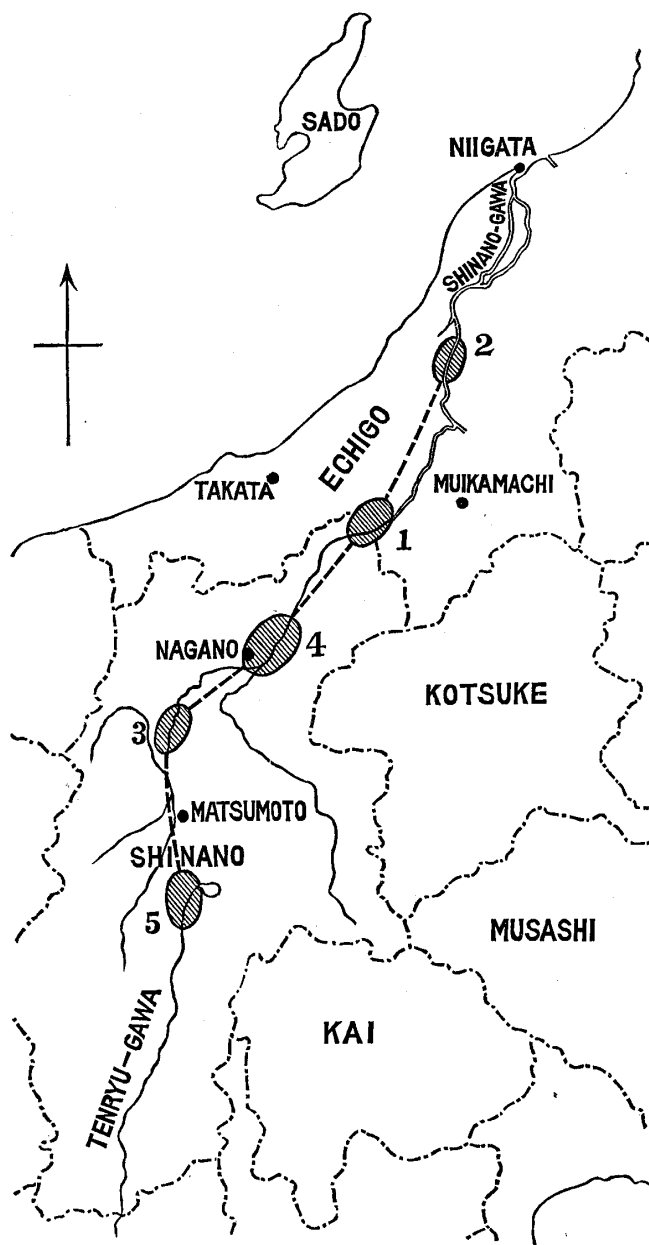 SADO
NIIGATA
SHINANO-GAWA
2
ECHIGO
TAKATA
MUIKAMACHI
1
NAGANO
4
KOTSUKE
3
MATSUMOTO
SHINANO
5
MUSASHI
KAI
TENRYU-GAWA